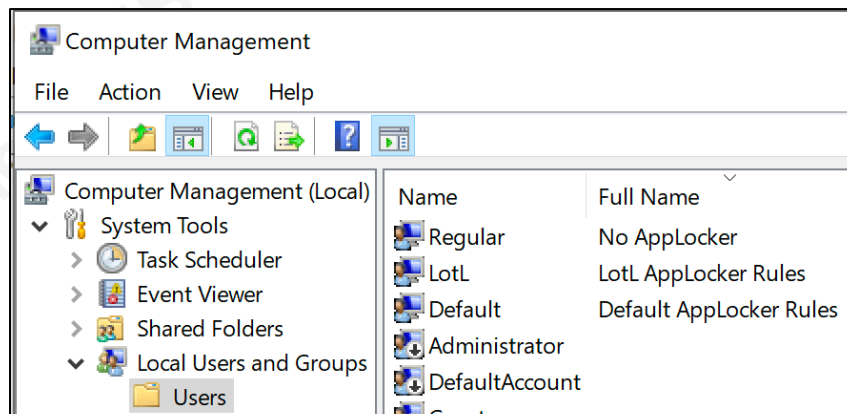 Computer Management
File Action View Help
Computer Management (Local)
System Tools
Task Scheduler
Event Viewer
Shared Folders
Local Users and Groups
Users
Name Full Name
Regular No AppLocker
LotL LotL AppLocker Rules
Default Default AppLocker Rules
Administrator
DefaultAccount